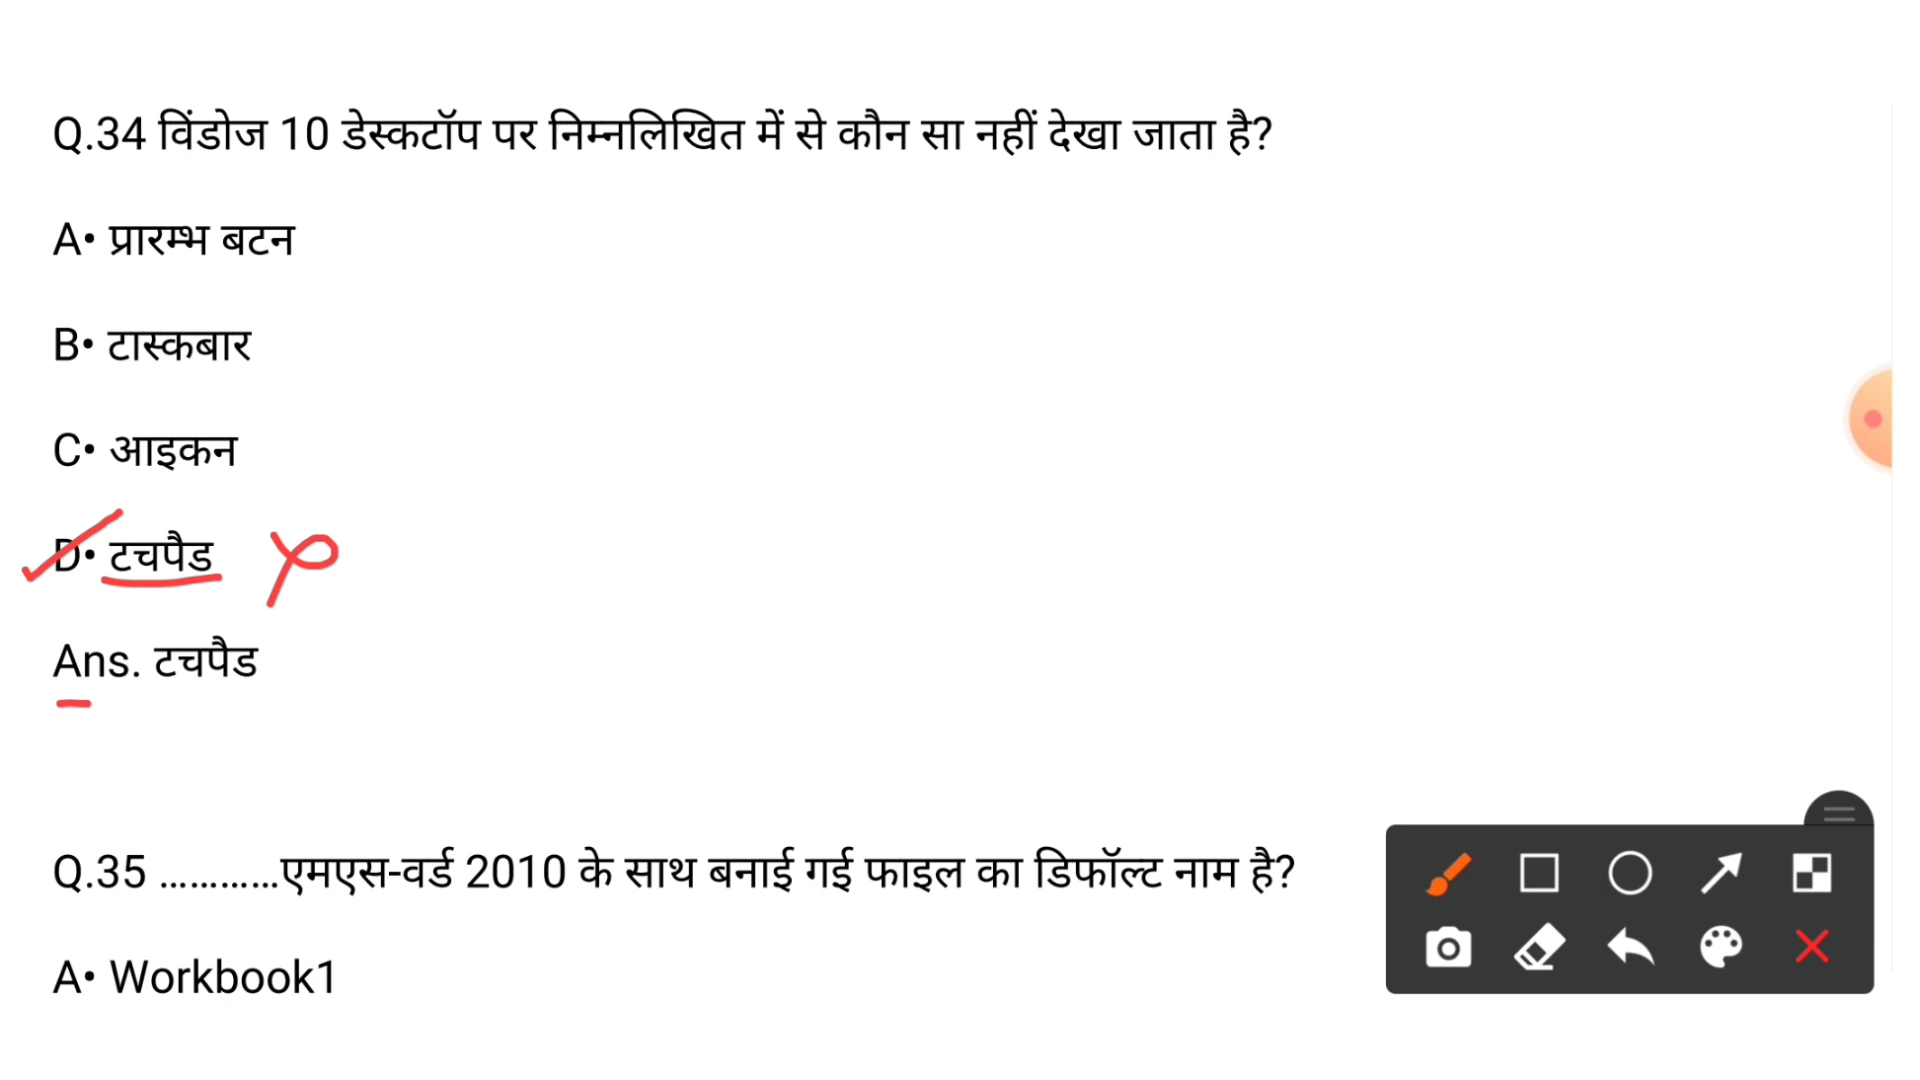 Q.34 विंडोज 10 डेस्कटॉप पर निम्नलिखित में से कौन सा नहीं देखा जाता है?
A• प्रारम्भ बटन
B• टास्कबार
C• आइकन
D• टचपैड
Ans. टचपैड
Q.35 ............एमएस-वर्ड 2010 के साथ बनाई गई फाइल का डिफॉल्ट नाम है?
A• Workbook1